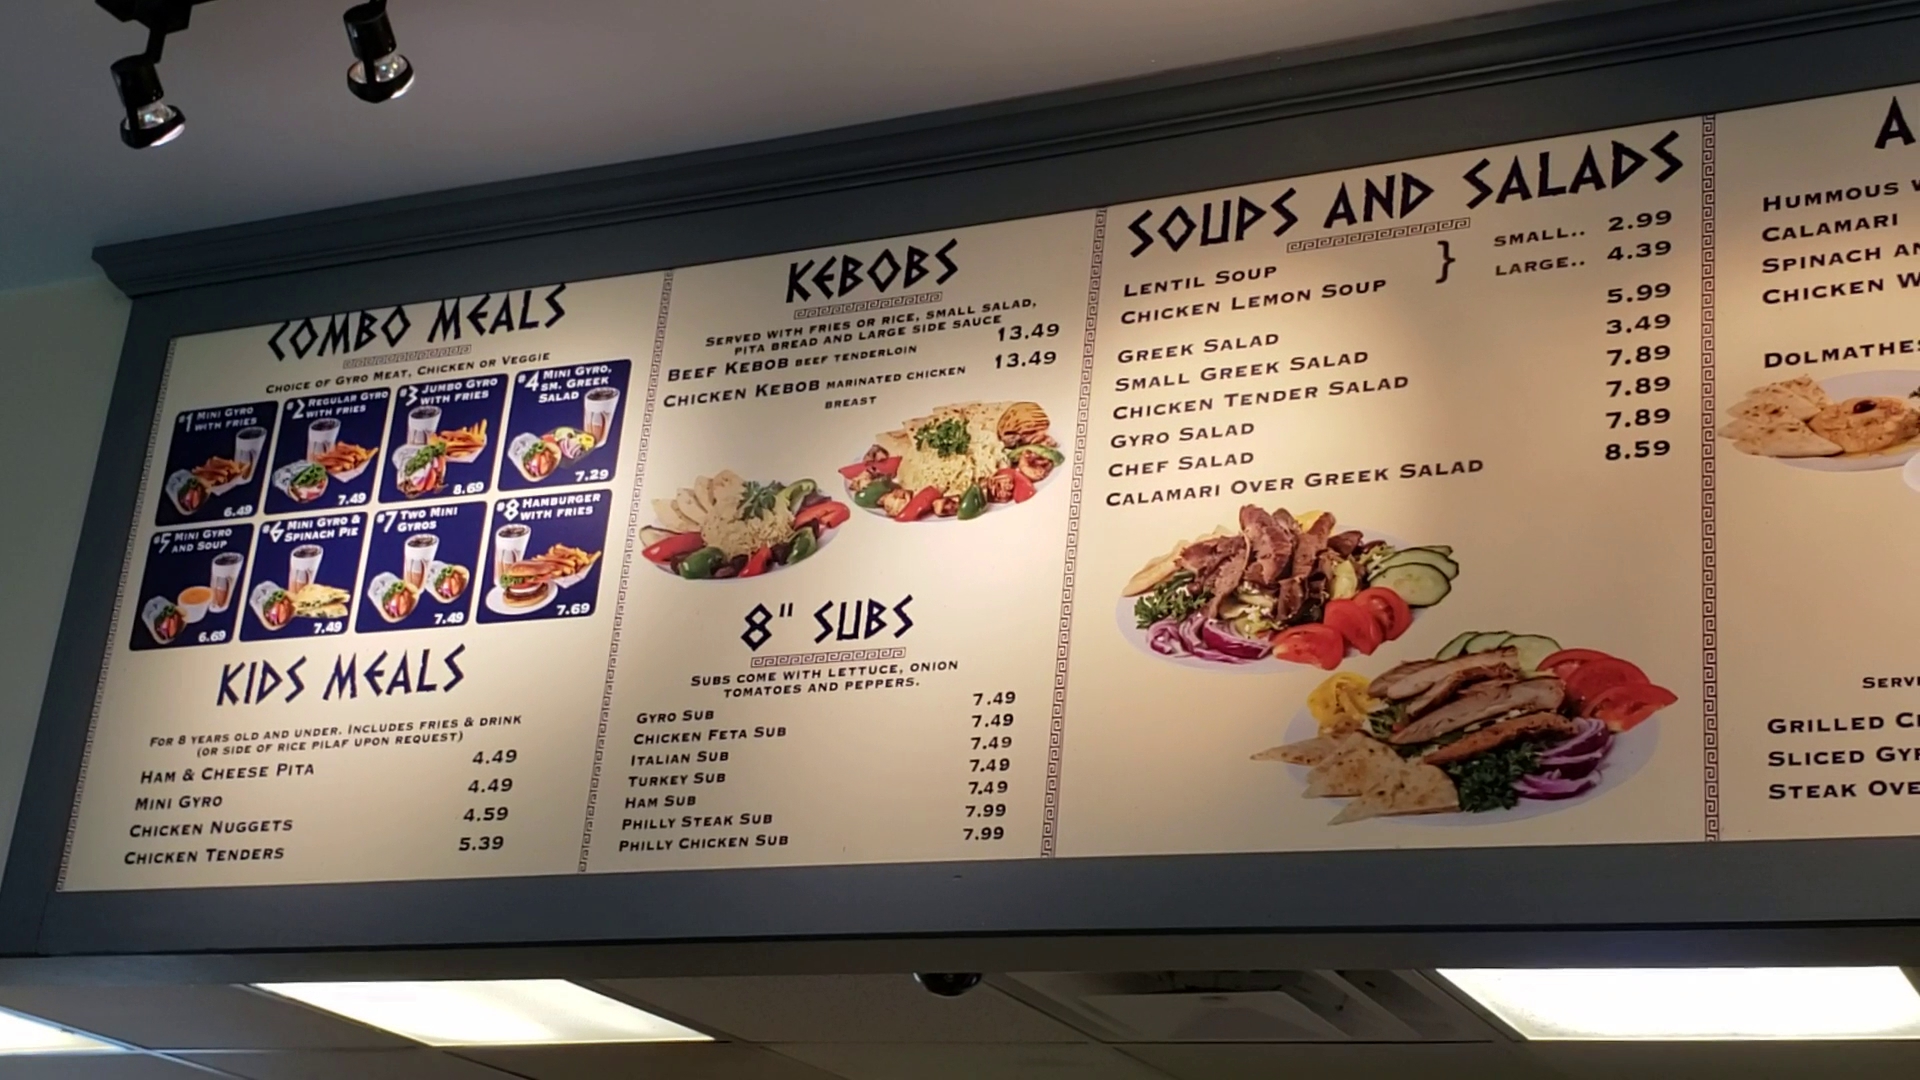 COMBO MEALS
CHOICE OF GYRO MEAT, CHICKEN OR VEGGIE
#1 MINI GYRO
WITH FRIES
6.49
#2 REGULAR GYRO
WITH FRIES
7.49
#3 JUMBO GYRO
WITH FRIES
8.69
#4 MINI GYRO,
SM. GREEK
SALAD
7.29
#5 MINI GYRO
AND SOUP
6.69
#6 MINI GYRO &
SPINACH PIE
7.49
#7 TWO MINI
GYROS
7.49
#8 HAMBURGER
WITH FRIES
7.69
KIDS MEALS
FOR 8 YEARS OLD AND UNDER. INCLUDES FRIES & DRINK
(OR SIDE OF RICE PILAF UPON REQUEST)
HAM & CHEESE PITA 4.49
MINI GYRO 4.49
CHICKEN NUGGETS 4.59
CHICKEN TENDERS 5.39
KEBOBS
SERVED WITH FRIES OR RICE, SMALL SALAD,
PITA BREAD AND LARGE SIDE SAUCE
BEEF KEBOB BEEF TENDERLOIN 13.49
CHICKEN KEBOB MARINATED CHICKEN 13.49
BREAST
8" SUBS
SUBS COME WITH LETTUCE, ONION
TOMATOES AND PEPPERS.
GYRO SUB 7.49
CHICKEN FETA SUB 7.49
ITALIAN SUB 7.49
TURKEY SUB 7.49
HAM SUB 7.49
PHILLY STEAK SUB 7.99
PHILLY CHICKEN SUB 7.99
SOUPS AND SALADS
LENTIL SOUP } SMALL.. 2.99
CHICKEN LEMON SOUP LARGE.. 4.39
GREEK SALAD 5.99
SMALL GREEK SALAD 3.49
CHICKEN TENDER SALAD 7.89
GYRO SALAD 7.89
CHEF SALAD 7.89
CALAMARI OVER GREEK SALAD 8.59
A
HUMMOUS W
CALAMARI
SPINACH AN
CHICKEN W
DOLMATHES
SERVE
GRILLED C
SLICED GYR
STEAK OVE